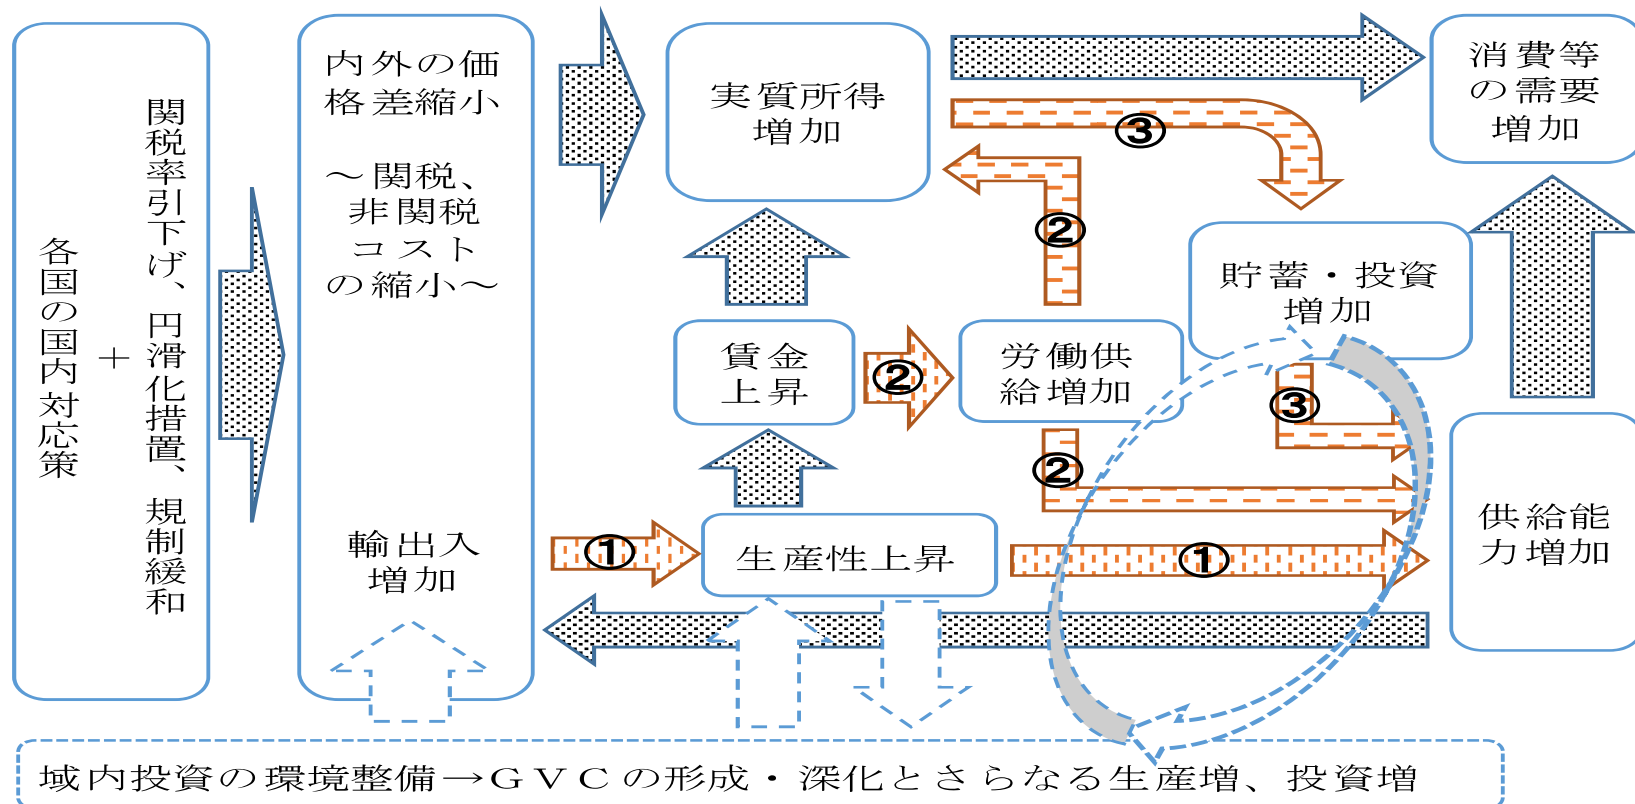 関税率引下げ、円滑化措置、規制緩和
＋
各国の国内対応策
内外の価
格差縮小
～関税、
非関税
コスト
の縮小～
輸出入
増加
実質所得
増加
消費等
の需要
増加
③
②
貯蓄・投資
増加
賃金
上昇
②
労働供
給増加
③
②
供給能
力増加
①
生産性上昇
①
域内投資の環境整備→ＧＶＣの形成・深化とさらなる生産増、投資増